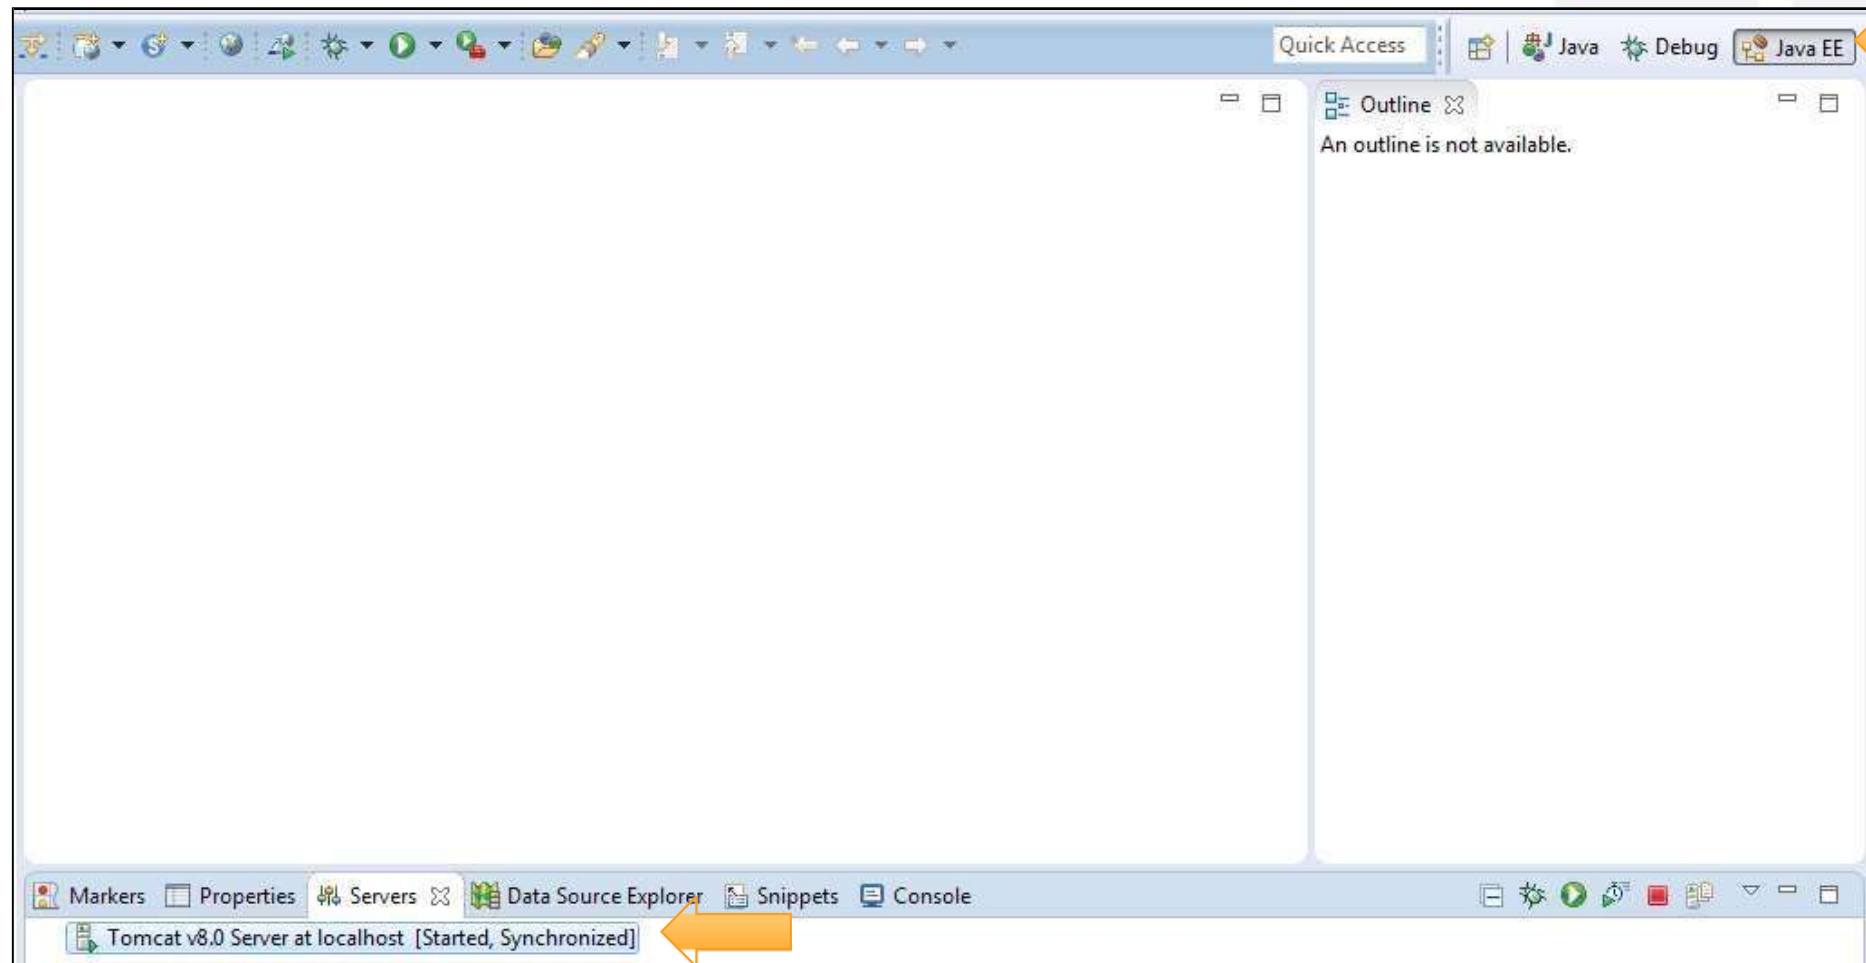 Quick Access Java Debug Java EE
Outline
An outline is not available.
Markers Properties Servers Data Source Explorer Snippets Console
Tomcat v8.0 Server at localhost [Started, Synchronized]